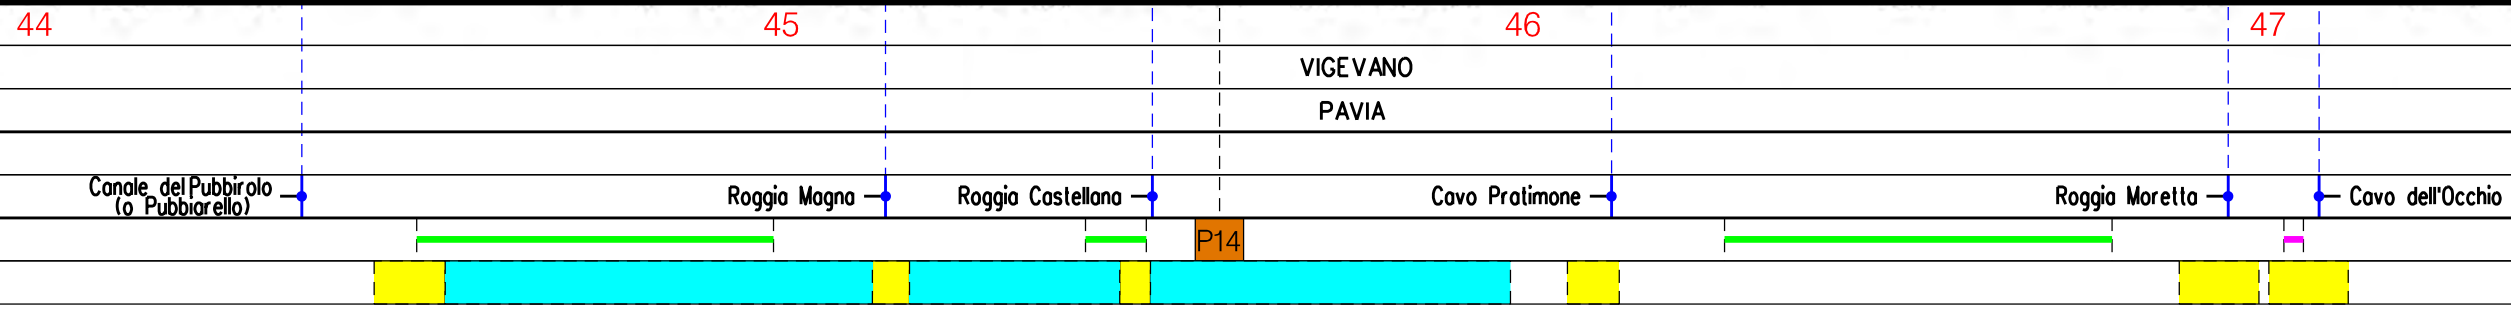 44 45 46 47
VIGEVANO
PAVIA
Canale del Pubbirolo
(o Pubbiarello)
Roggia Magna
Roggia Castellana
Cavo Pratimone
Roggia Moretta
Cavo dell'Occhio
P14